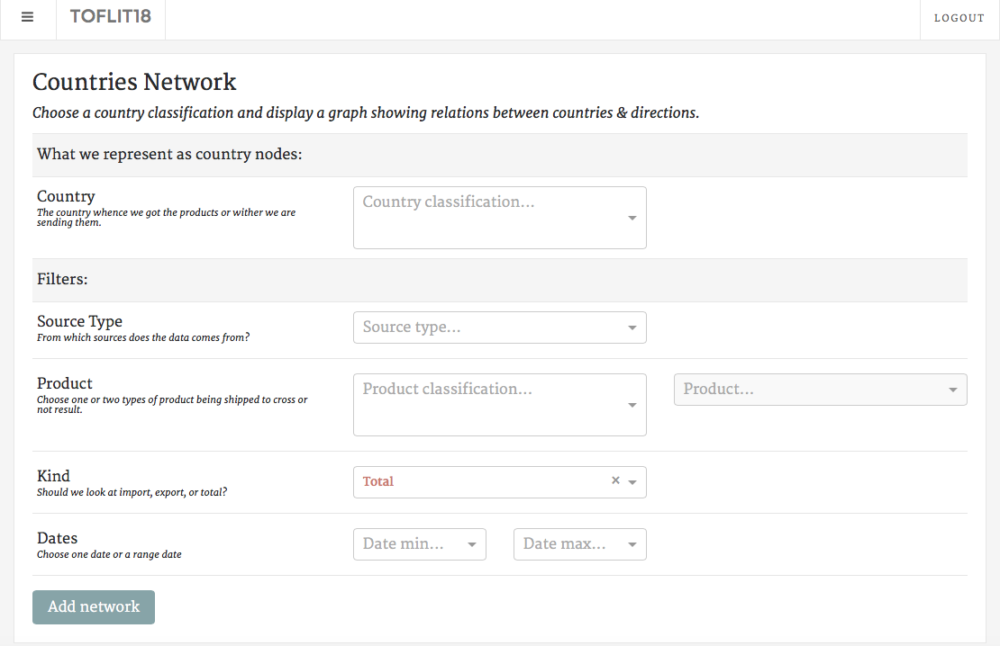 TOFLIT18
LOGOUT
Countries Network
Choose a country classification and display a graph showing relations between countries & directions.
What we represent as country nodes:
Country
The country whence we got the products or wither we are
sending them.
Country classification...
Filters:
Source Type
From which sources does the data comes from?
Source type...
Product
Choose one or two types of product being shipped to cross or
not result.
Product classification...
Product...
Kind
Should we look at import, export, or total?
Total
Dates
Choose one date or a range date
Date min...
Date max...
Add network